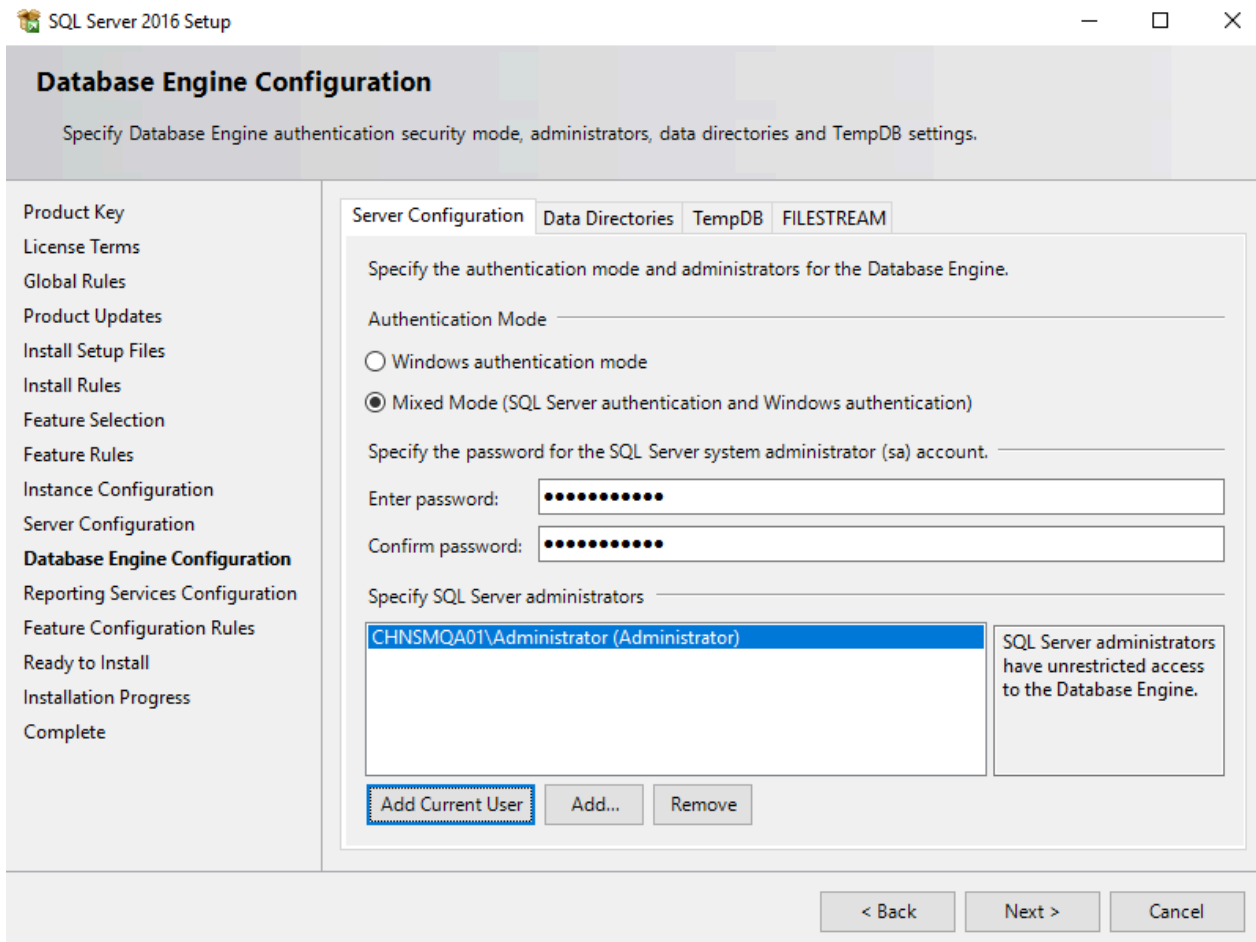 SQL Server 2016 Setup
Database Engine Configuration
Specify Database Engine authentication security mode, administrators, data directories and TempDB settings.
Product Key
License Terms
Global Rules
Product Updates
Install Setup Files
Install Rules
Feature Selection
Feature Rules
Instance Configuration
Server Configuration
Database Engine Configuration
Reporting Services Configuration
Feature Configuration Rules
Ready to Install
Installation Progress
Complete
Server Configuration Data Directories TempDB FILESTREAM
Specify the authentication mode and administrators for the Database Engine.
Authentication Mode
Windows authentication mode
Mixed Mode (SQL Server authentication and Windows authentication)
Specify the password for the SQL Server system administrator (sa) account.
Enter password: ●●●●●●●●●●●
Confirm password: ●●●●●●●●●●●
Specify SQL Server administrators
CHNSMQA01\Administrator (Administrator)
SQL Server administrators
have unrestricted access
to the Database Engine.
Add Current User Add... Remove
< Back Next > Cancel